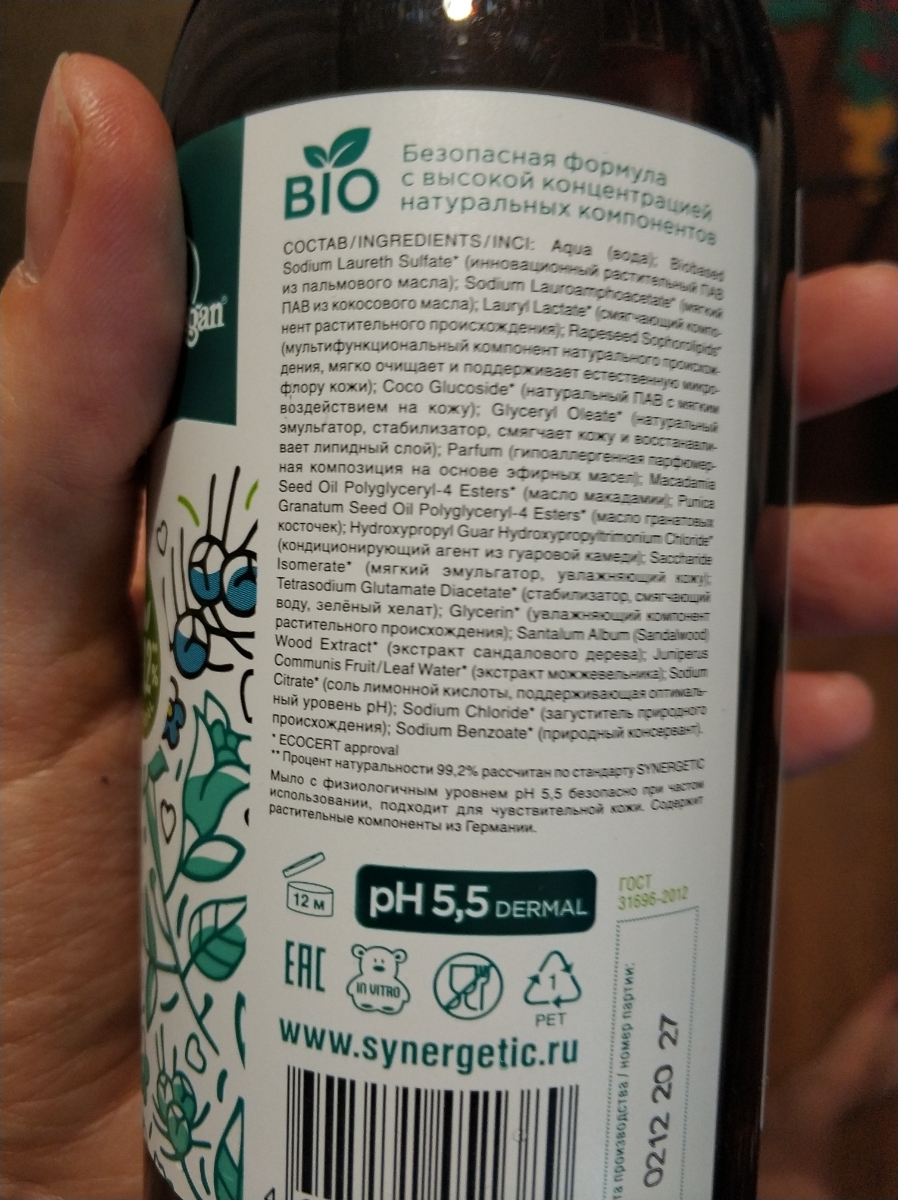 BIO
Безопасная формула
с высокой концентрацией
натуральных компонентов
СОСТАВ/INGREDIENTS/INCI: Aqua (вода); Biobased
Sodium Laureth Sulfate* (инновационный растительный ПАВ
из пальмового масла); Sodium Lauroamphoacetate* (мягкий
ПАВ из кокосового масла); Lauryl Lactate* (смягчающий компо-
нент растительного происхождения); Rapeseed Sophorolipids*
(мультифункциональный компонент натурального происхож-
дения, мягко очищает и поддерживает естественную микро-
флору кожи); Coco Glucoside* (натуральный ПАВ с мягким
воздействием на кожу); Glyceryl Oleate* (натуральный
эмульгатор, стабилизатор, смягчает кожу и восстанавли-
вает липидный слой); Parfum (гипоаллергенная парфюмер-
ная композиция на основе эфирных масел); Macadamia
Seed Oil Polyglyceryl-4 Esters* (масло макадамии); Punica
Granatum Seed Oil Polyglyceryl-4 Esters* (масло гранатовых
косточек); Hydroxypropyl Guar Hydroxypropyltrimonium Chloride*
(кондиционирующий агент из гуаровой камеди); Saccharide
Isomerate* (мягкий эмульгатор, увлажняющий кожу);
Tetrasodium Glutamate Diacetate* (стабилизатор, смягчающий
воду, зелёный хелат); Glycerin* (увлажняющий компонент
растительного происхождения); Santalum Album (Sandalwood)
Wood Extract* (экстракт сандалового дерева); Juniperus
Communis Fruit/Leaf Water* (экстракт можжевельника); Sodium
Citrate* (соль лимонной кислоты, поддерживающая оптималь-
ный уровень pH); Sodium Chloride* (загуститель природного
происхождения); Sodium Benzoate* (природный консервант).
* ECOCERT approval
** Процент натуральности 99,2% рассчитан по стандарту SYNERGETIC
Мыло с физиологичным уровнем pH 5,5 безопасно при частом
использовании, подходит для чувствительной кожи. Содержит
растительные компоненты из Германии.
12 м
pH 5,5 DERMAL
ГОСТ
31696-2012
EAC
IN VITRO
1
PET
www.synergetic.ru
производства / номер партии:
0212 20 27